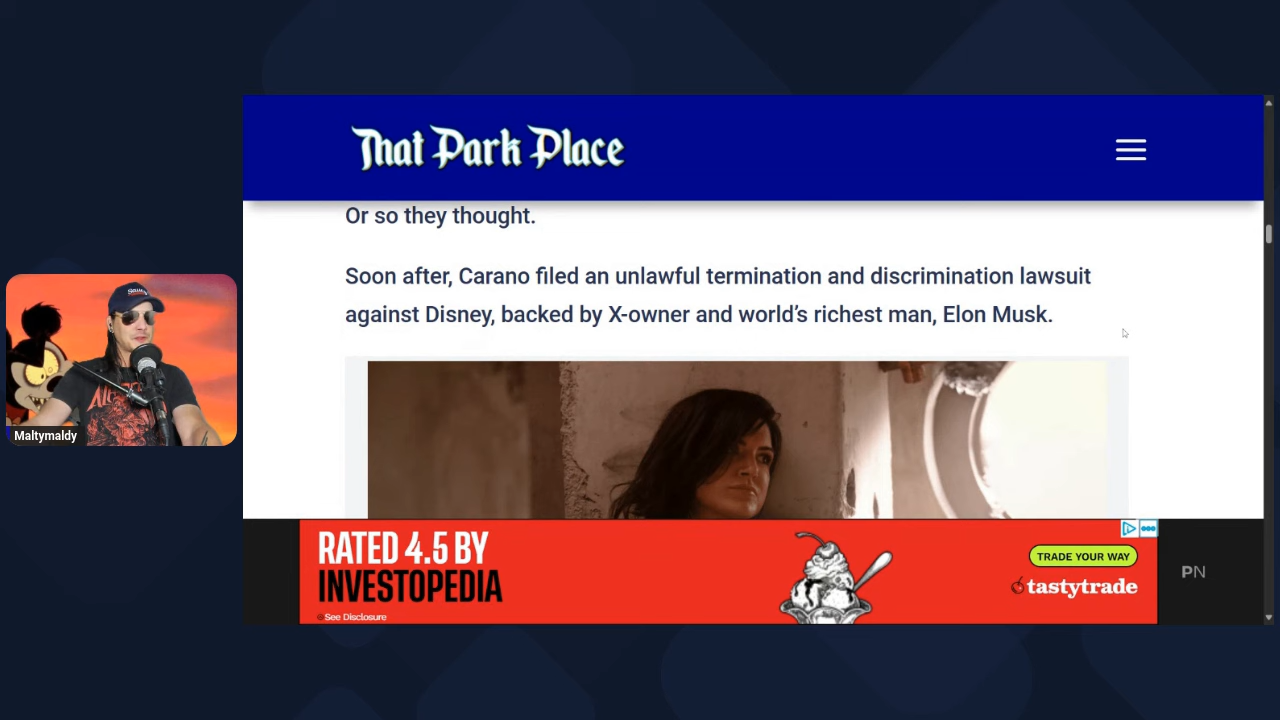 That Park Place
Or so they thought.
Soon after, Carano filed an unlawful termination and discrimination lawsuit
against Disney, backed by X-owner and world's richest man, Elon Musk.
Maltymaldy
RATED 4.5 BY
INVESTOPEDIA
See Disclosure
TRADE YOUR WAY
tastytrade
PN